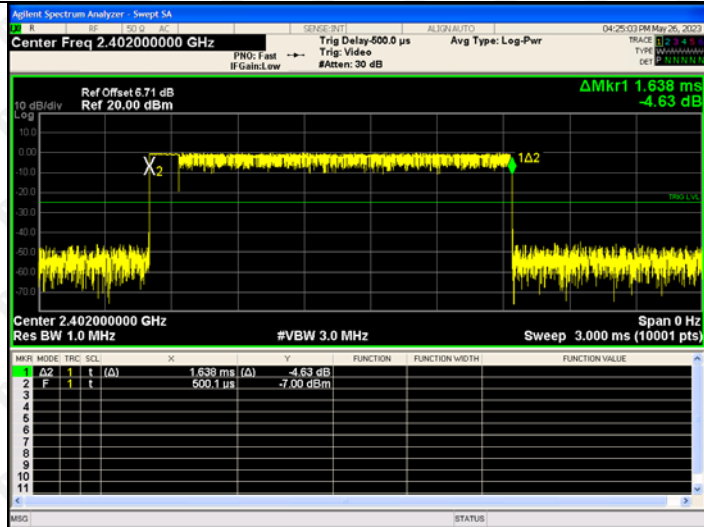 Agilent Spectrum Analyzer - Swept SA
R RF 50 Ω AC SENSE:INT ALIGN AUTO 04:25:03 PM May 26, 2023
Center Freq 2.402000000 GHz
PNO: Fast
IFGain:Low
Trig Delay-500.0 µs
Trig: Video
#Atten: 30 dB
Avg Type: Log-Pwr
TRACE 1 2 3 4 5 6
TYPE WWWWWW
DET P N N N N N
Ref Offset 6.71 dB
Ref 20.00 dBm
10 dB/div
Log
ΔMkr1 1.638 ms
-4.63 dB
10.0
0.00
-10.0
-20.0
-30.0
-40.0
-50.0
-60.0
-70.0
X2
1Δ2
TRIG LVL
Center 2.402000000 GHz Span 0 Hz
Res BW 1.0 MHz #VBW 3.0 MHz Sweep 3.000 ms (10001 pts)
MKR MODE TRC SCL X Y FUNCTION FUNCTION WIDTH FUNCTION VALUE
1 Δ2 1 t (Δ) 1.638 ms (Δ) -4.63 dB
2 F 1 t 500.1 µs -7.00 dBm
3
4
5
6
7
8
9
10
11
MSG STATUS